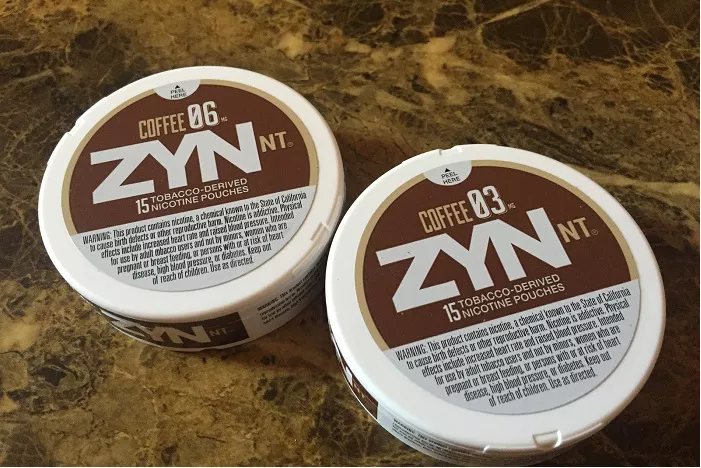 PEEL
HERE
COFFEE 06 MG
ZYN NT®
15 TOBACCO-DERIVED
NICOTINE POUCHES
WARNING: This product contains nicotine, a chemical known to the State of California
to cause birth defects or other reproductive harm. Nicotine is addictive. Physical
effects include increased heart rate and raised blood pressure. Intended
for use by adult tobacco users and not by minors, women who are
pregnant or breast feeding, or persons with or at risk of heart
disease, high blood pressure, or diabetes. Keep out
of reach of children. Use as directed.
ZYN NT
PEEL
HERE
COFFEE 03 MG
ZYN NT®
15 TOBACCO-DERIVED
NICOTINE POUCHES
WARNING: This product contains nicotine, a chemical known to the State of California
to cause birth defects or other reproductive harm. Nicotine is addictive. Physical
effects include increased heart rate and raised blood pressure. Intended
for use by adult tobacco users and not by minors, women who are
pregnant or breast feeding, or persons with or at risk of heart
disease, high blood pressure, or diabetes. Keep out
of reach of children. Use as directed.